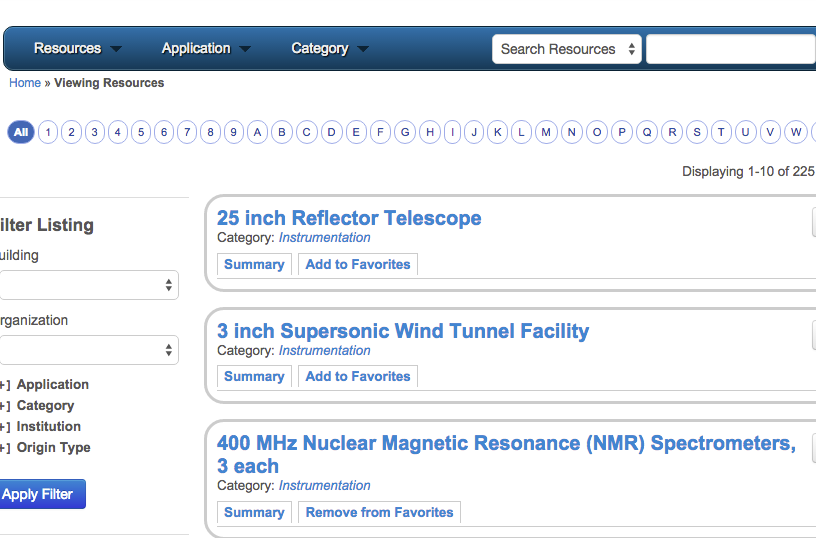 Resources Application Category Search Resources
Home » Viewing Resources
All 1 2 3 4 5 6 7 8 9 A B C D E F G H I J K L M N O P Q R S T U V W
Displaying 1-10 of 225
ilter Listing
uilding
rganization
+] Application
+] Category
+] Institution
+] Origin Type
Apply Filter
25 inch Reflector Telescope
Category: Instrumentation
Summary Add to Favorites
3 inch Supersonic Wind Tunnel Facility
Category: Instrumentation
Summary Add to Favorites
400 MHz Nuclear Magnetic Resonance (NMR) Spectrometers,
3 each
Category: Instrumentation
Summary Remove from Favorites